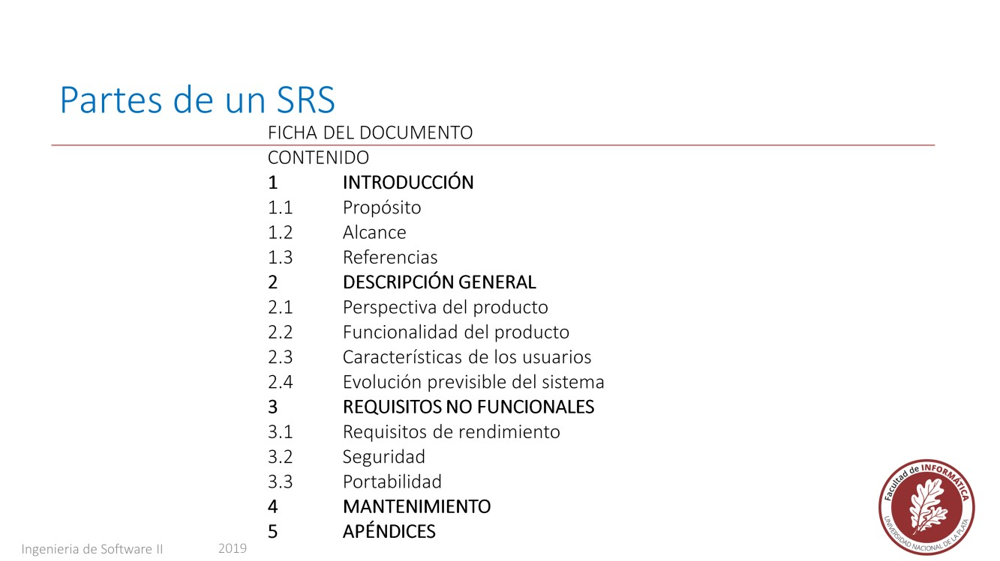 Partes de un SRS
FICHA DEL DOCUMENTO
CONTENIDO
1 INTRODUCCIÓN
1.1 Propósito
1.2 Alcance
1.3 Referencias
2 DESCRIPCIÓN GENERAL
2.1 Perspectiva del producto
2.2 Funcionalidad del producto
2.3 Características de los usuarios
2.4 Evolución previsible del sistema
3 REQUISITOS NO FUNCIONALES
3.1 Requisitos de rendimiento
3.2 Seguridad
3.3 Portabilidad
4 MANTENIMIENTO
5 APÉNDICES
Ingenieria de Software II 2019
Facultad de INFORMÁTICA
UNIVERSIDAD NACIONAL DE LA PLATA